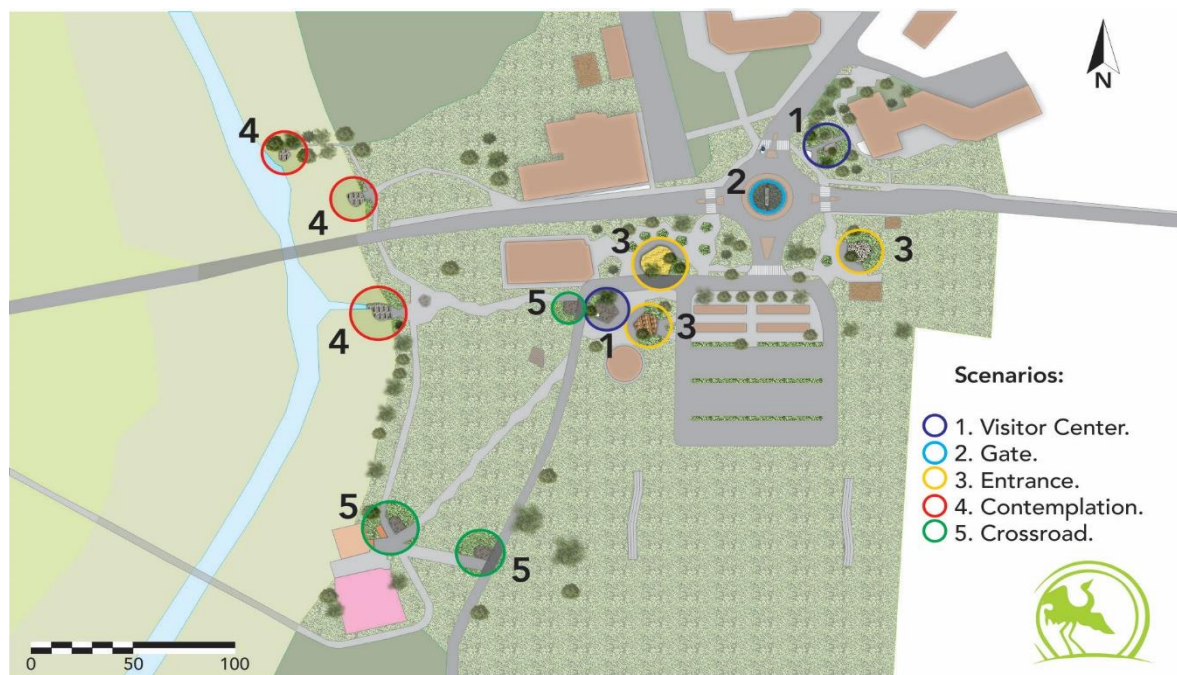 1
N
4
2
4
3
3
5
4
1
3
Scenarios:
1. Visitor Center.
2. Gate.
3. Entrance.
4. Contemplation.
5. Crossroad.
5
5
0 50 100